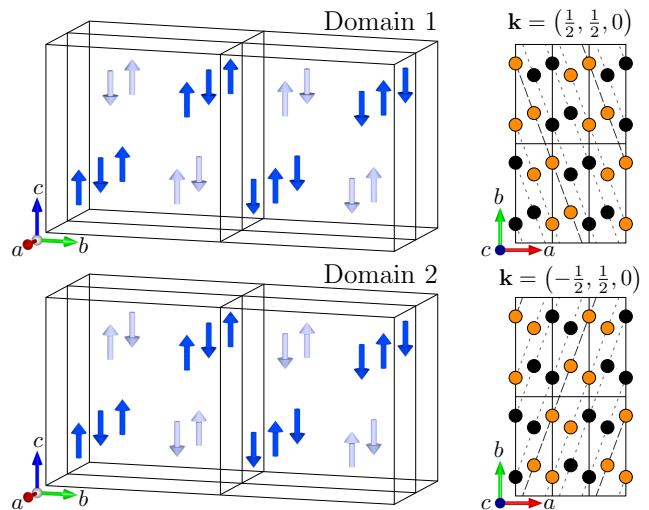 Domain 1
k = (1/2, 1/2, 0)
c
a
b
b
c
a
Domain 2
k = (−1/2, 1/2, 0)
c
a
b
b
c
a